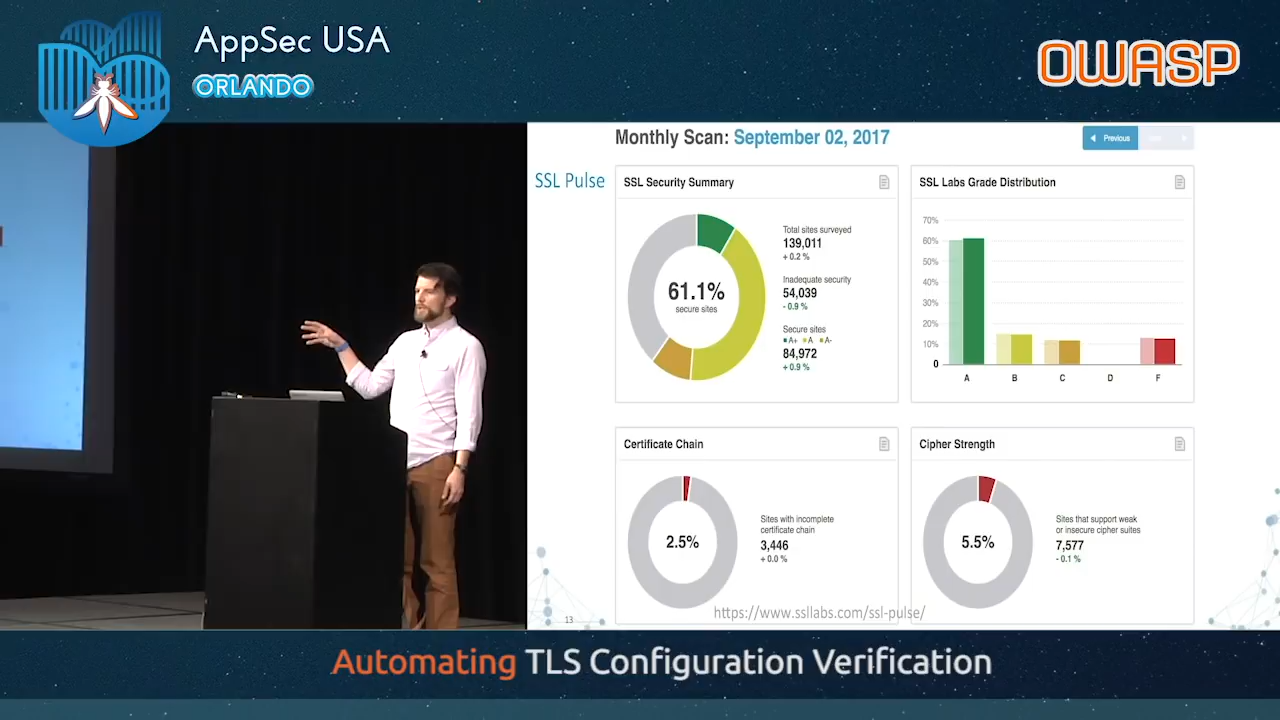 AppSec USA
ORLANDO
OWASP
Monthly Scan: September 02, 2017
Previous
SSL Pulse
SSL Security Summary
61.1%
secure sites
Total sites surveyed
139,011
+ 0.2 %
Inadequate security
54,039
- 0.9 %
Secure sites
A+ A A-
84,972
+ 0.9 %
SSL Labs Grade Distribution
70%
60%
50%
40%
30%
20%
10%
0
A B C D F
Certificate Chain
2.5%
Sites with incomplete
certificate chain
3,446
+ 0.0 %
Cipher Strength
5.5%
Sites that support weak
or insecure cipher suites
7,577
- 0.1 %
https://www.ssllabs.com/ssl-pulse/
13
Automating TLS Configuration Verification